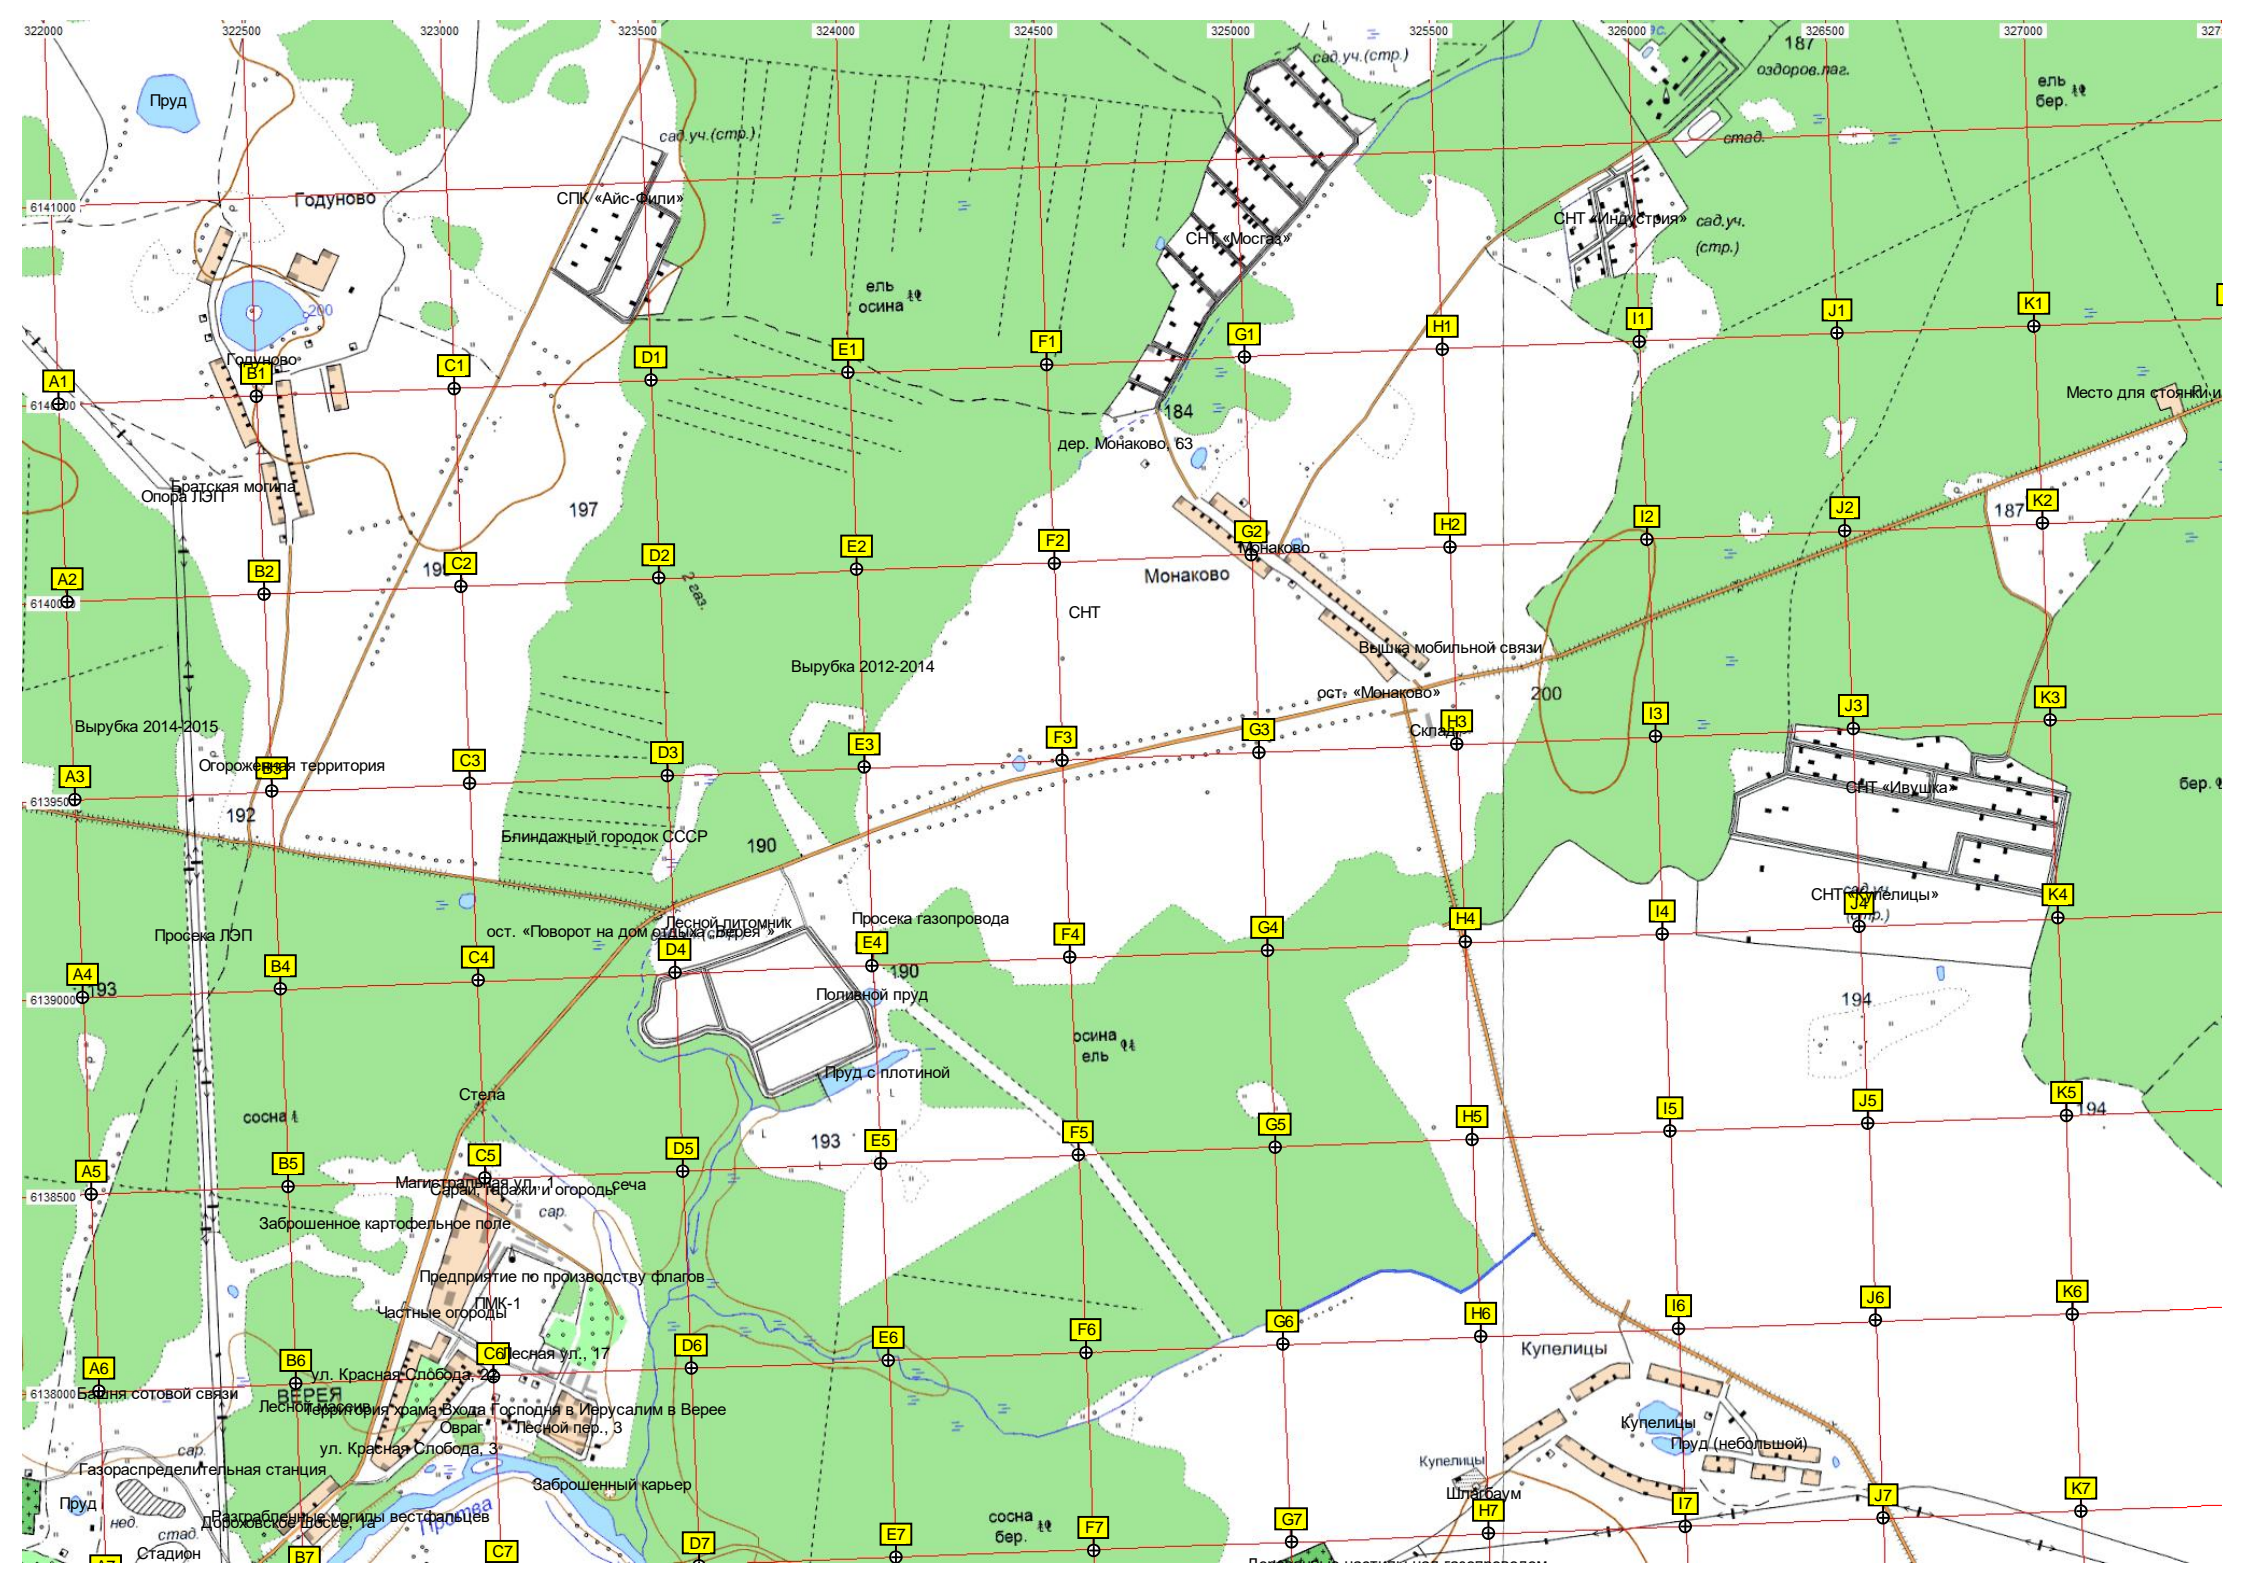 322000 322500 323000 323500 324000 324500 325000 325500 326000 326500 327000
187
оздоров.лаг.
сад.уч.(стр.)
ель
бер.
Пруд
стад.
сад.уч.(стр.)
Годуново
СПК «Айс-Фили»
6141000
СНТ «Индустрия»
сад.уч.
(стр.)
СНТ «Мосгаз»
ель
осина
200
K1
J1
I1
H1
G1
F1
E1
D1
Годуново
C1
B1
A1
Место для стоянки и
184
дер. Монаково, 63
Братская могила
Опора ЛЭП
197
187
K2
J2
I2
H2
G2
F2
E2
D2
C2
B2
A2
Монаково
Монаково
2 газ.
СНТ
Вышка мобильной связи
Вырубка 2012-2014
ост. «Монаково»
200
Вырубка 2014-2015
K3
J3
I3
H3
G3
F3
E3
D3
C3
B3
A3
Склад
Огороженная территория
СНТ «Ивушка»
бер.
6139500
192
Блиндажный городок СССР
190
СНТ «Купелицы»
K4
J4
I4
H4
G4
F4
E4
D4
C4
B4
A4
Просека газопровода
Лесной питомник
ост. «Поворот на дом отдыха „Верея“»
Просека ЛЭП
190
193
Поливной пруд
194
6139000
осина
ель
Пруд с плотиной
Стела
сосна
194
193
K5
J5
I5
H5
G5
F5
E5
D5
C5
B5
A5
Магистральная ул., 1
Сараи, гаражи и огороды
сеча
6138500
сар.
Заброшенное картофельное поле
Предприятие по производству флагов
ПМК-1
Частные огороды
K6
J6
I6
H6
G6
F6
E6
D6
C6
B6
A6
Лесная ул., 17
Купелицы
ул. Красная Слобода, 22
6138000
Башня сотовой связи
ВЕРЕЯ
Лесной массив
Территория храма Входа Господня в Иерусалим в Верее
Овраг
Лесной пер., 3
Купелицы
Пруд (небольшой)
сар.
ул. Красная Слобода, 3
Купелицы
Газораспределительная станция
Заброшенный карьер
Шлагбаум
Пруд
нед.
стад.
Разграбленные могилы вестфальцев
Дороховское шоссе, 1а
Протва
Стадион
сосна
бер.
K7
J7
I7
H7
G7
F7
E7
D7
C7
B7